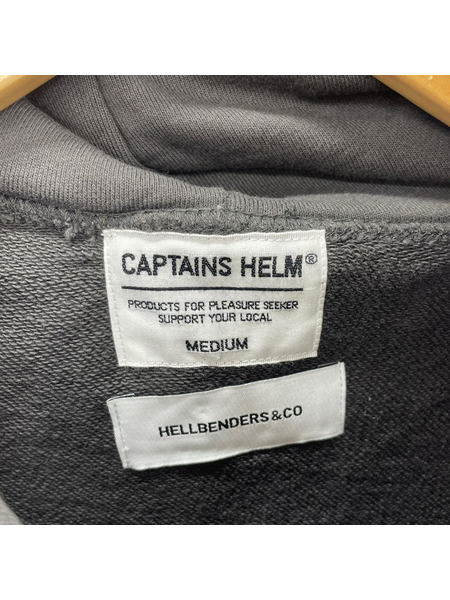 CAPTAINS HELM®
PRODUCTS FOR PLEASURE SEEKER
SUPPORT YOUR LOCAL
MEDIUM
HELLBENDERS&CO